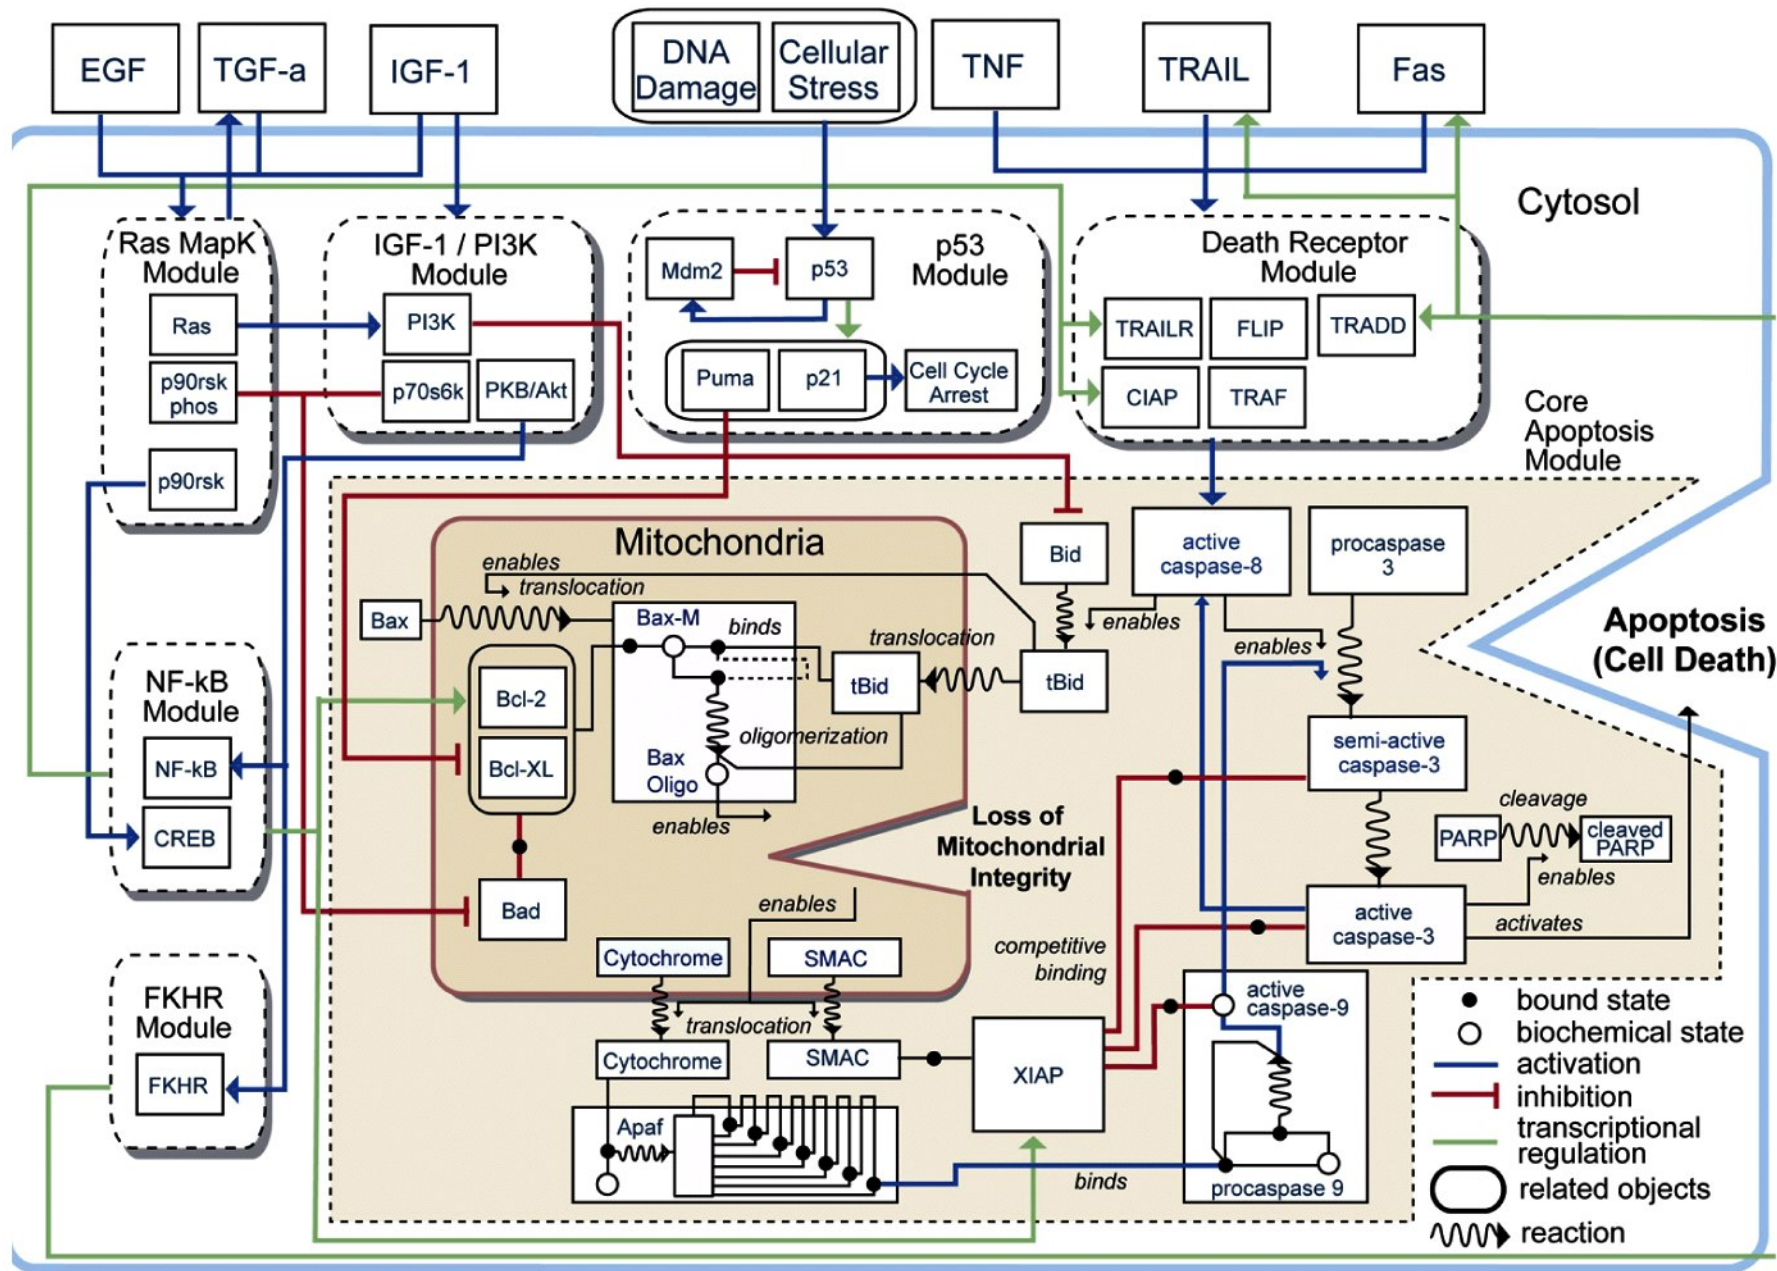 EGF
TGF-a
IGF-1
DNA
Damage
Cellular
Stress
TNF
TRAIL
Fas
Cytosol
Ras MapK
Module
Ras
p90rsk
phos
p90rsk
IGF-1 / PI3K
Module
PI3K
p70s6k
PKB/Akt
p53
Module
Mdm2
p53
Puma
p21
Cell Cycle
Arrest
Death Receptor
Module
TRAILR
FLIP
TRADD
CIAP
TRAF
Core
Apoptosis
Module
Mitochondria
enables
translocation
Bax
Bax-M
binds
Bcl-2
Bcl-XL
Bax
Oligo
oligomerization
enables
tBid
translocation
Bid
tBid
enables
active
caspase-8
procaspase
3
enables
Apoptosis
(Cell Death)
semi-active
caspase-3
cleavage
PARP
cleaved
PARP
enables
active
caspase-3
activates
NF-kB
Module
NF-kB
CREB
Bad
Loss of
Mitochondrial
Integrity
enables
Cytochrome
SMAC
translocation
Cytochrome
SMAC
competitive
binding
XIAP
active
caspase-9
procaspase 9
binds
Apaf
FKHR
Module
FKHR
bound state
biochemical state
activation
inhibition
transcriptional
regulation
related objects
reaction